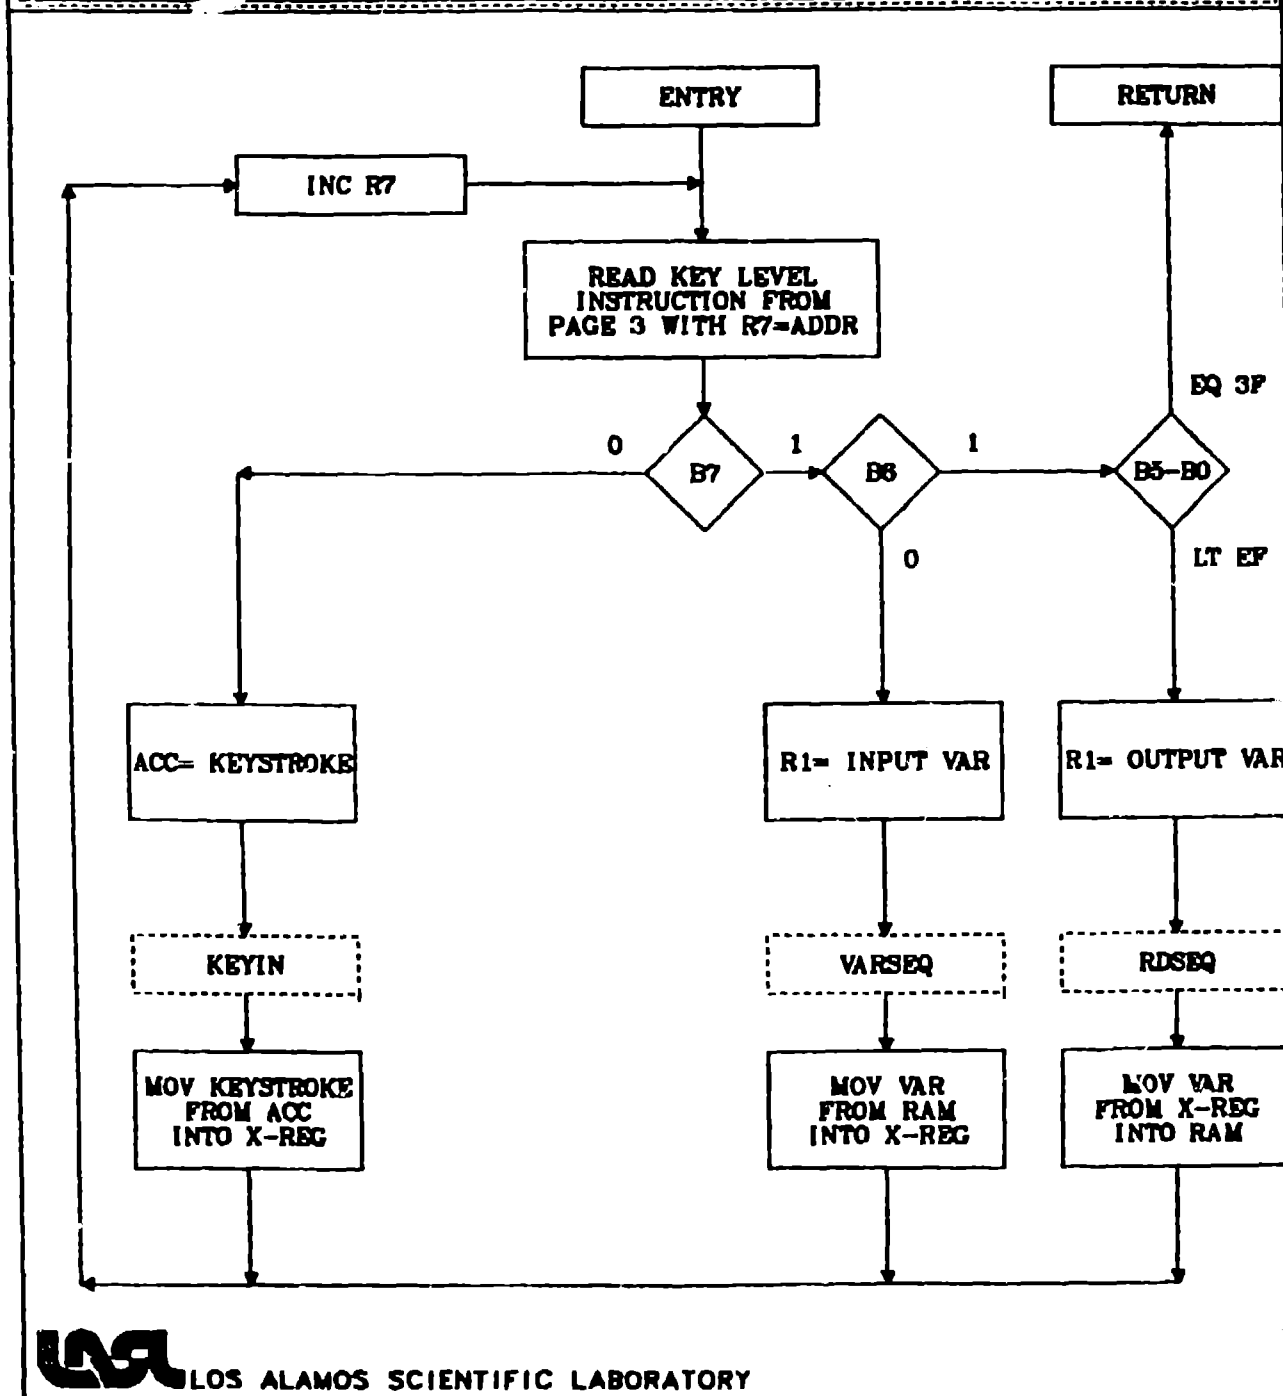 ENTRY
RETURN
INC R7
READ KEY LEVEL
INSTRUCTION FROM
PAGE 3 WITH R7=ADDR
EQ 3F
0
B7
1
B6
1
B5-B0
0
LT EF
ACC= KEYSTROKE
R1= INPUT VAR
R1= OUTPUT VAR
KEYIN
VARSEQ
RDSEQ
MOV KEYSTROKE
FROM ACC
INTO X-REG
MOV VAR
FROM RAM
INTO X-REG
MOV VAR
FROM X-REG
INTO RAM
LASL
LOS ALAMOS SCIENTIFIC LABORATORY